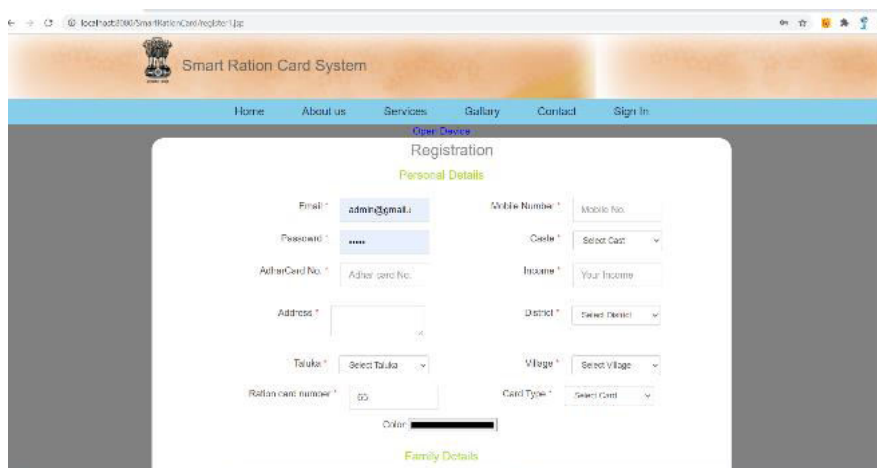 localhost:8080/SmartRationCard/register1.jsp
Smart Ration Card System
Home About us Services Gallary Contact Sign In
Open Device
Registration
Personal Details
Email * admin@gmail.c Mobile Number * Mobile No.
Password * ••••• Caste * Select Cast
AdharCard No. * Adhar card No. Income * Your Income
Address * District * Select District
Taluka * Select Taluka Village * Select Village
Ration card number * 65 Card Type * Select Card
Color
Family Details